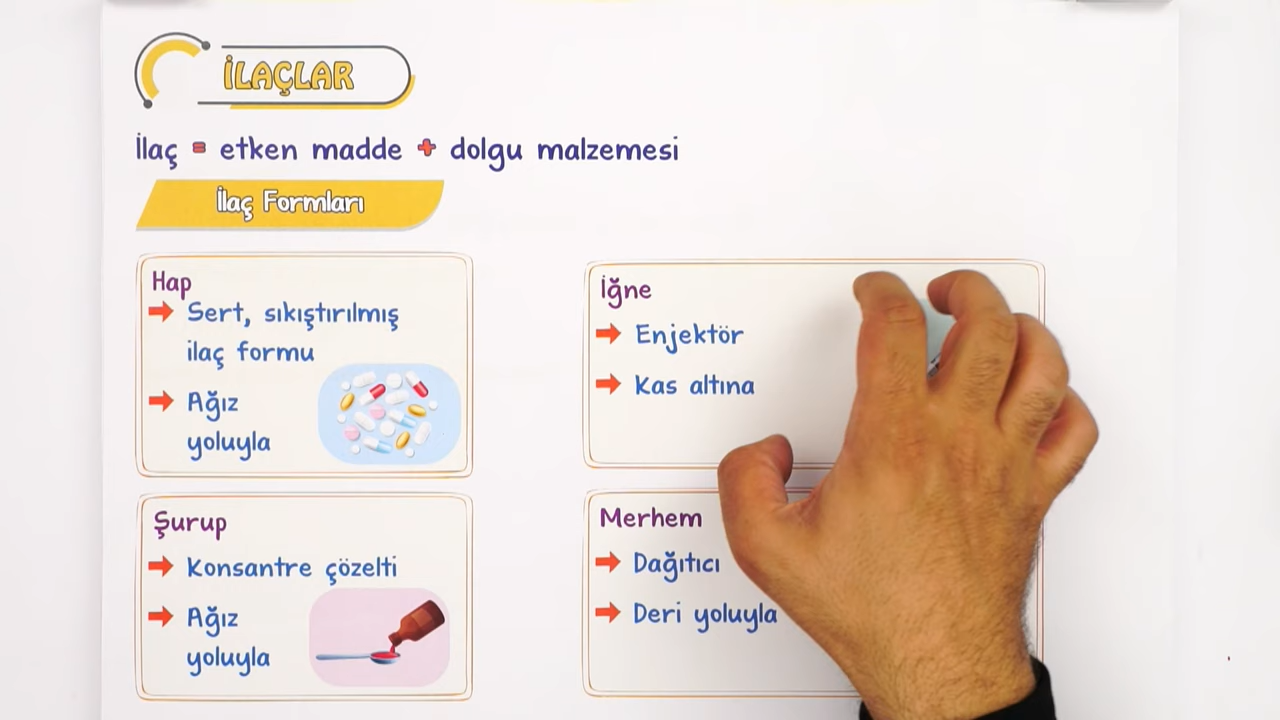 İLAÇLAR
İlaç = etken madde + dolgu malzemesi
İlaç Formları
Hap
➡ Sert, sıkıştırılmış
ilaç formu
➡ Ağız
yoluyla
Şurup
➡ Konsantre çözelti
➡ Ağız
yoluyla
İğne
➡ Enjektör
➡ Kas altına
Merhem
➡ Dağıtıcı
➡ Deri yoluyla